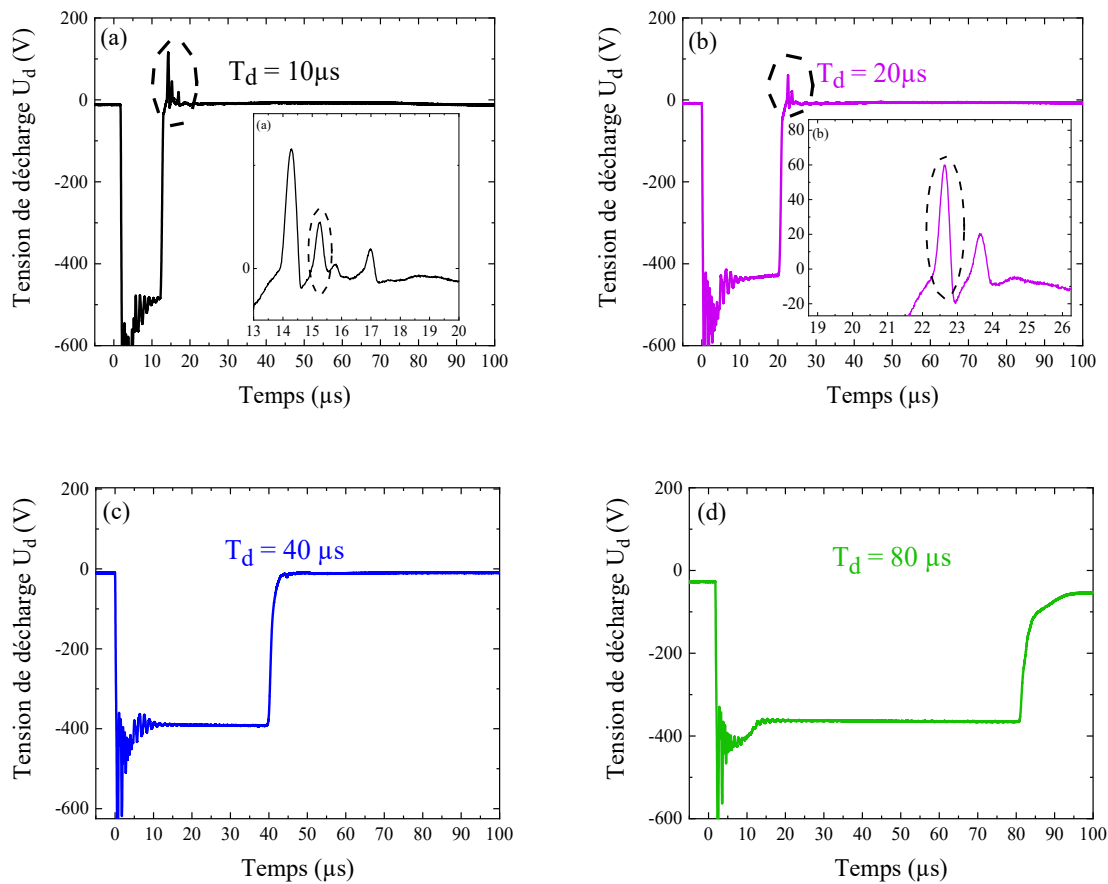 (a)
T_d = 10µs
Tension de décharge U_d (V)
200
0
-200
-400
-600
(a)
0
13 14 15 16 17 18 19 20
0 10 20 30 40 50 60 70 80 90 100
Temps (µs)
(b)
T_d = 20µs
Tension de décharge U_d (V)
200
0
-200
-400
-600
(b)
80
60
40
20
0
-20
19 20 21 22 23 24 25 26
0 10 20 30 40 50 60 70 80 90 100
Temps (µs)
(c)
T_d = 40 µs
Tension de décharge U_d (V)
200
0
-200
-400
-600
0 10 20 30 40 50 60 70 80 90 100
Temps (µs)
(d)
T_d = 80 µs
Tension de décharge U_d (V)
200
0
-200
-400
-600
0 10 20 30 40 50 60 70 80 90 100
Temps (µs)